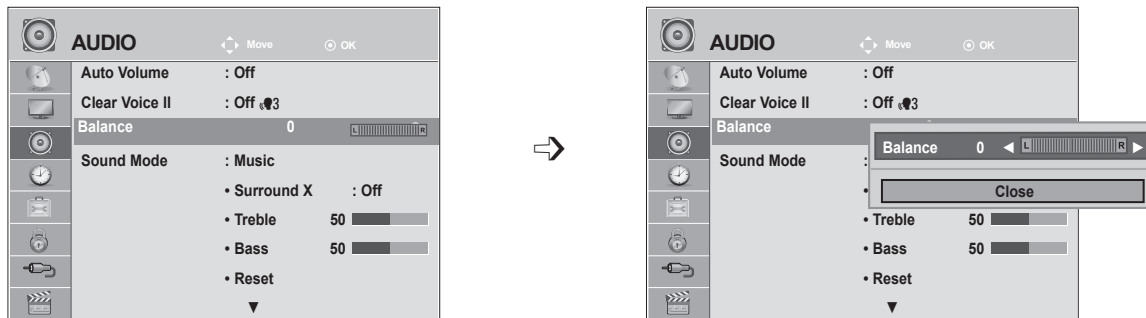 AUDIO Move OK
Auto Volume : Off
Clear Voice II : Off 3
Balance 0 L R
Sound Mode : Music
• Surround X : Off
• Treble 50
• Bass 50
• Reset
AUDIO Move OK
Auto Volume : Off
Clear Voice II : Off 3
Balance
Balance 0 L R
Sound Mode :
Close
• Treble 50
• Bass 50
• Reset